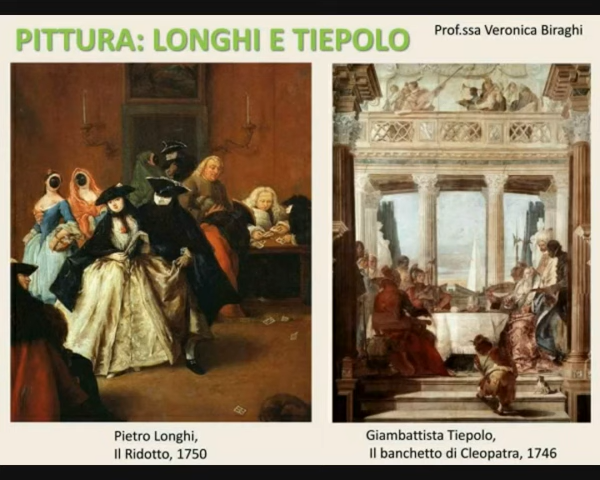 PITTURA: LONGHI E TIEPOLO
Prof.ssa Veronica Biraghi
Pietro Longhi,
Il Ridotto, 1750
Giambattista Tiepolo,
Il banchetto di Cleopatra, 1746